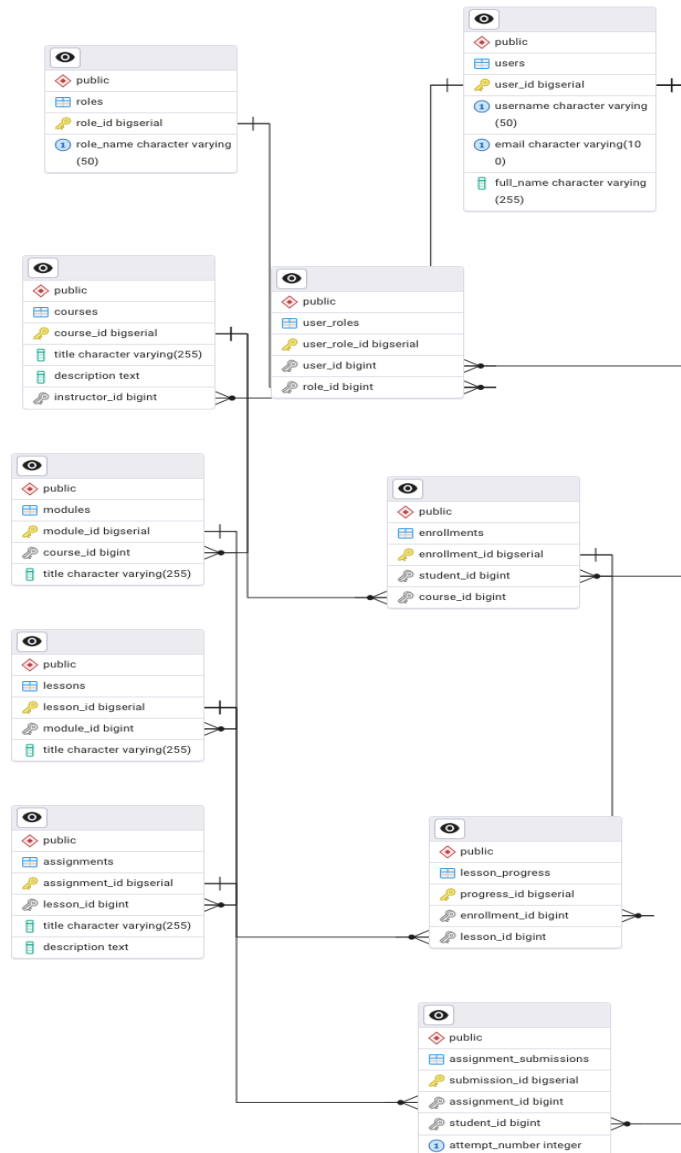 public
users
user_id bigserial
username character varying
(50)
email character varying(10
0)
full_name character varying
(255)
public
roles
role_id bigserial
role_name character varying
(50)
public
courses
course_id bigserial
title character varying(255)
description text
instructor_id bigint
public
user_roles
user_role_id bigserial
user_id bigint
role_id bigint
public
modules
module_id bigserial
course_id bigint
title character varying(255)
public
enrollments
enrollment_id bigserial
student_id bigint
course_id bigint
public
lessons
lesson_id bigserial
module_id bigint
title character varying(255)
public
assignments
assignment_id bigserial
lesson_id bigint
title character varying(255)
description text
public
lesson_progress
progress_id bigserial
enrollment_id bigint
lesson_id bigint
public
assignment_submissions
submission_id bigserial
assignment_id bigint
student_id bigint
attempt_number integer